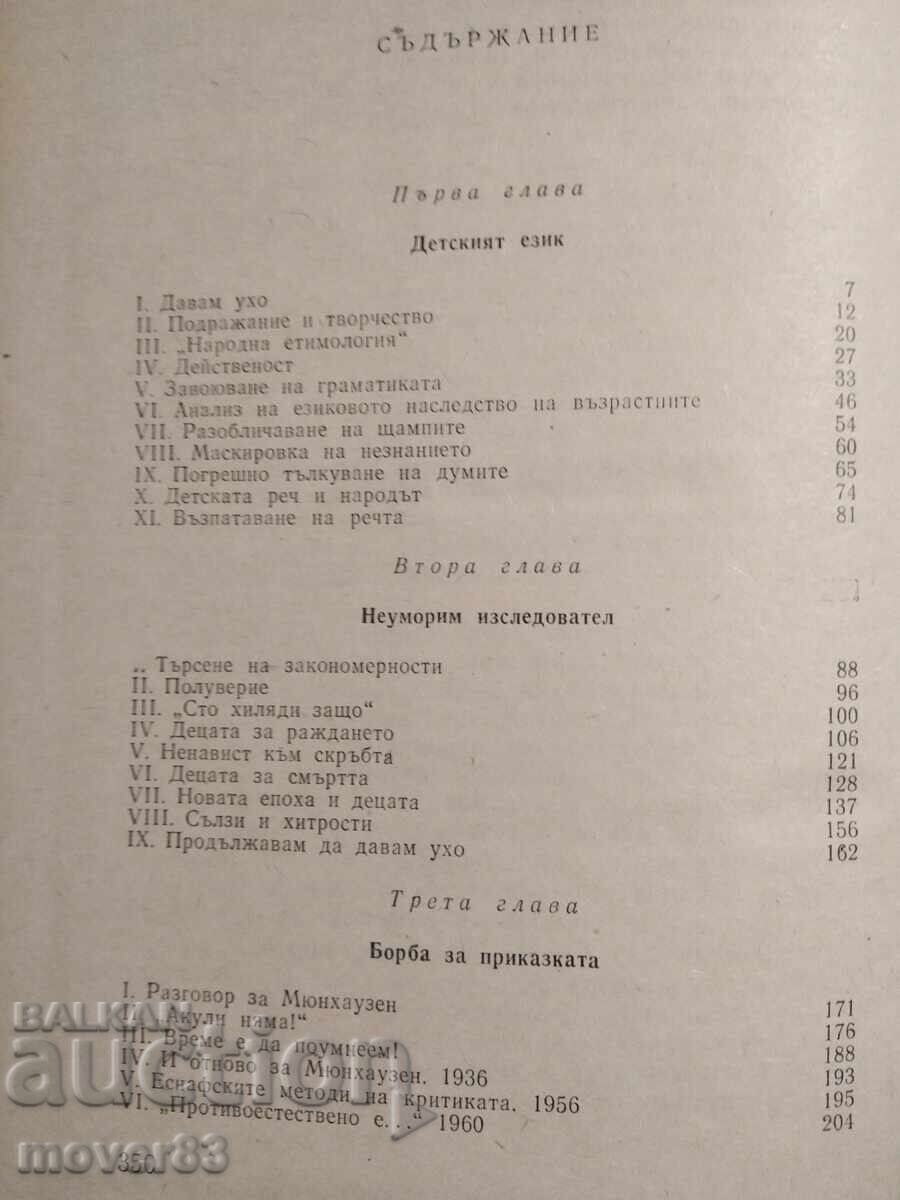 СЪДЪРЖАНИЕ
Първа глава
Детският език
I. Давам ухо 7
II. Подражание и творчество 12
III. „Народна етимология“ 20
IV. Действеност 27
V. Завоюване на граматиката 33
VI. Анализ на езиковото наследство на възрастните 46
VII. Разобличаване на щампите 54
VIII. Маскировка на незнанието 60
IX. Погрешно тълкуване на думите 65
X. Детската реч и народът 74
XI. Възпитаване на речта 81
Втора глава
Неуморим изследовател
.. Търсене на закономерности 88
II. Полуверие 96
III. „Сто хиляди защо“ 100
IV. Децата за раждането 106
V. Ненавист към скръбта 121
VI. Децата за смъртта 128
VII. Новата епоха и децата 137
VIII. Сълзи и хитрости 156
IX. Продължавам да давам ухо 162
Трета глава
Борба за приказката
I. Разговор за Мюнхаузен 171
II. „Акули няма!“ 176
III. Време е да поумнеем! 188
IV. И отново за Мюнхаузен. 1936 193
V. Еснафските методи на критиката. 1956 195
VI. „Противоестествено е...“ 1960 204
350
BALKAN
auction
mover83